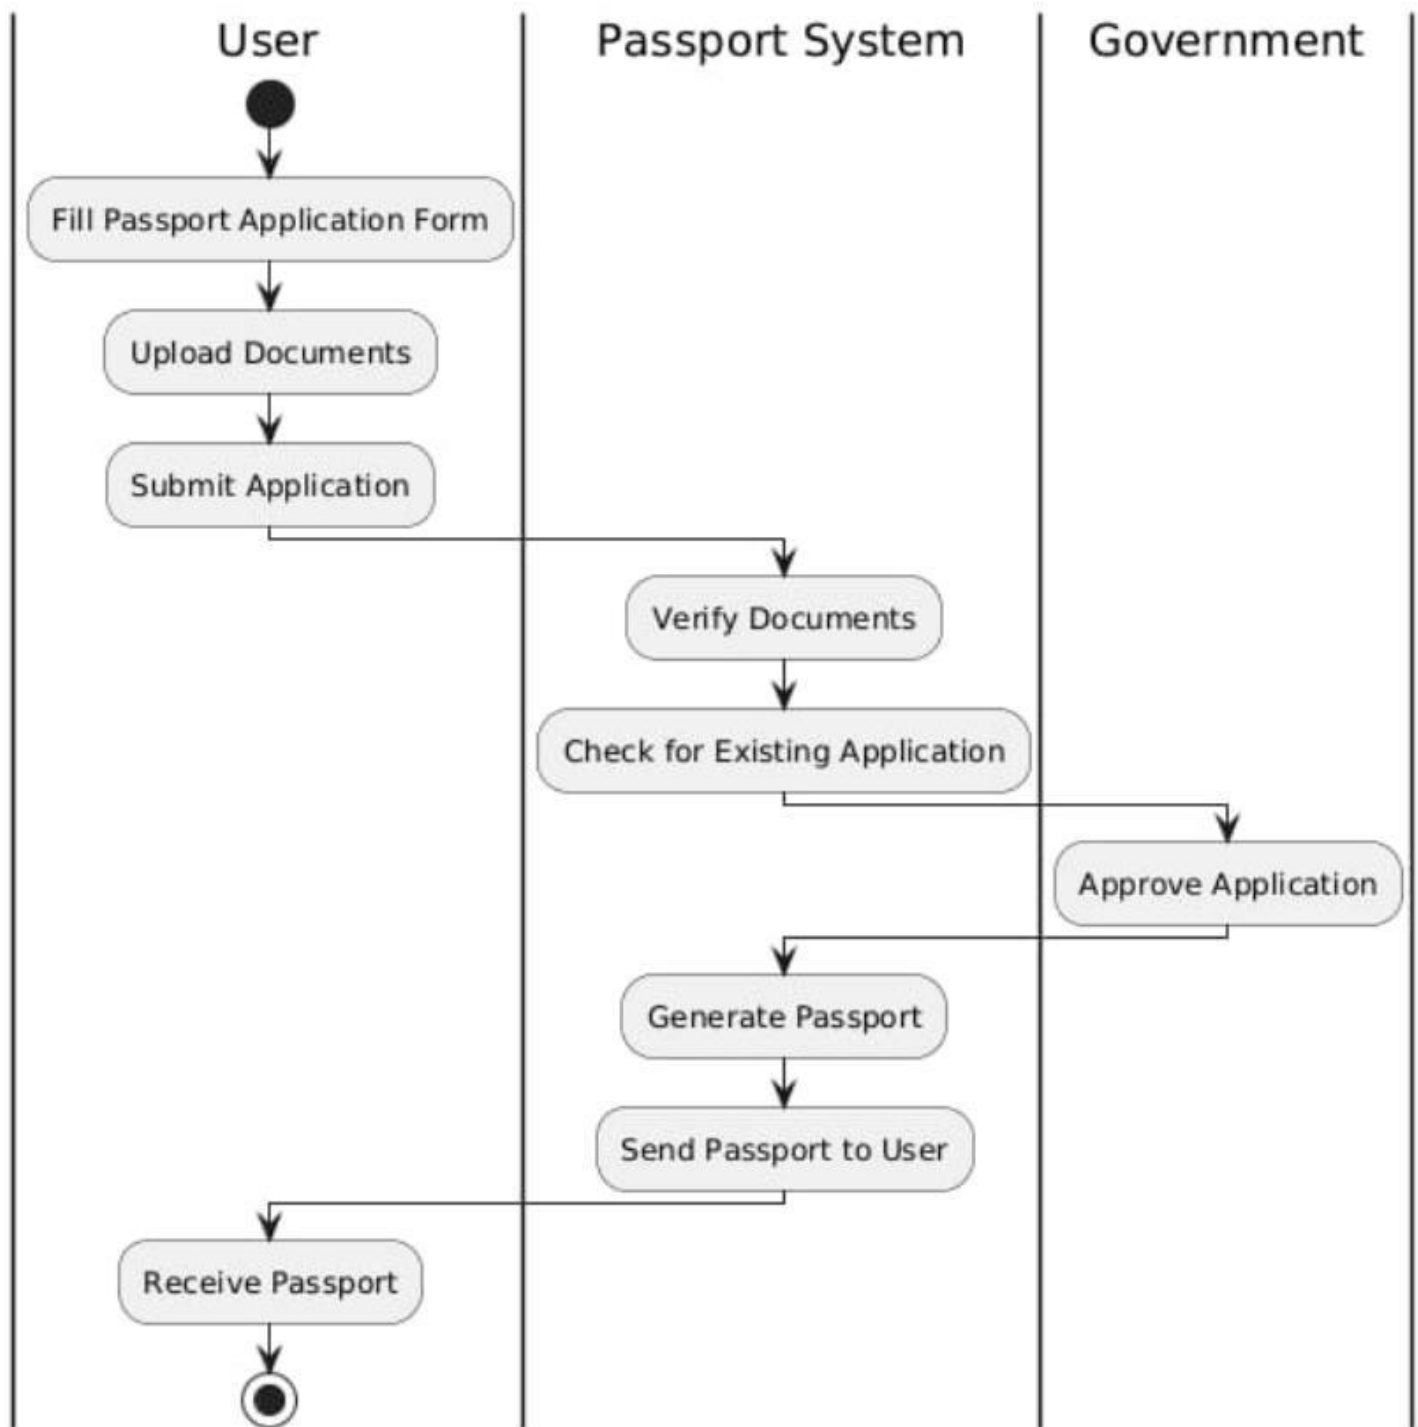 User
Passport System
Government
Fill Passport Application Form
Upload Documents
Submit Application
Verify Documents
Check for Existing Application
Approve Application
Generate Passport
Send Passport to User
Receive Passport